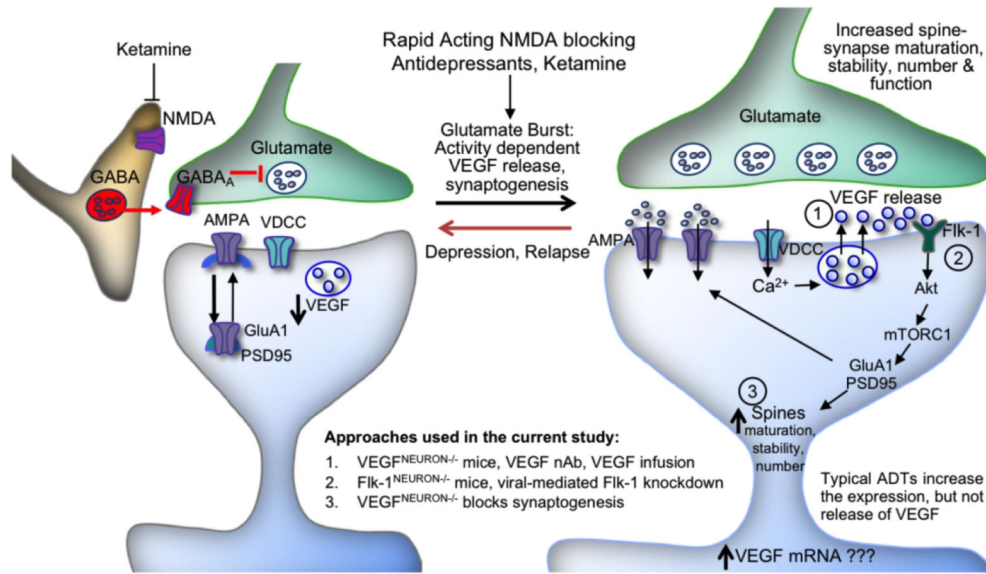 Ketamine
NMDA
GABA
Glutamate
GABAA
AMPA
VDCC
VEGF
GluA1
PSD95
Rapid Acting NMDA blocking
Antidepressants, Ketamine
Glutamate Burst:
Activity dependent
VEGF release,
synaptogenesis
Depression, Relapse
Increased spine-
synapse maturation,
stability, number &
function
Glutamate
VEGF release
1
AMPA
VDCC
Flk-1
2
Ca2+
Akt
mTORC1
GluA1
PSD95
3
Spines
maturation,
stability,
number
Approaches used in the current study:
1. VEGFNEURON-/- mice, VEGF nAb, VEGF infusion
2. Flk-1NEURON-/- mice, viral-mediated Flk-1 knockdown
3. VEGFNEURON-/- blocks synaptogenesis
Typical ADTs increase
the expression, but not
release of VEGF
VEGF mRNA ???